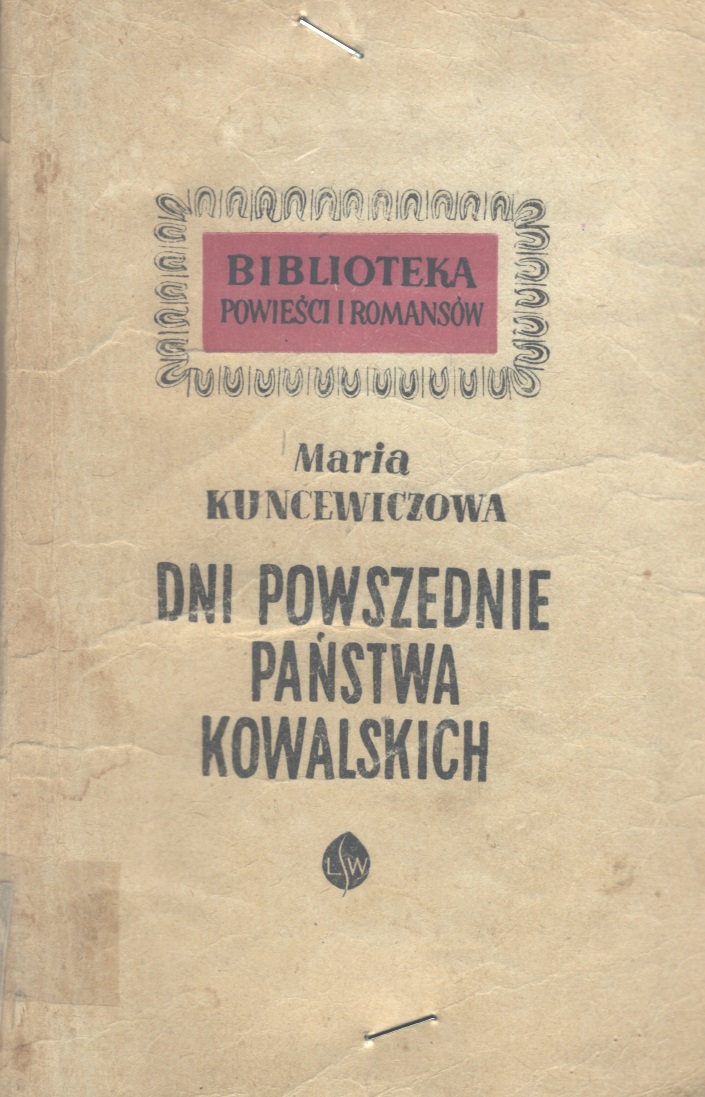 BIBLIOTEKA
POWIEŚCI I ROMANSÓW
Maria
KUNCEWICZOWA
DNI POWSZEDNIE
PAŃSTWA
KOWALSKICH
LSW